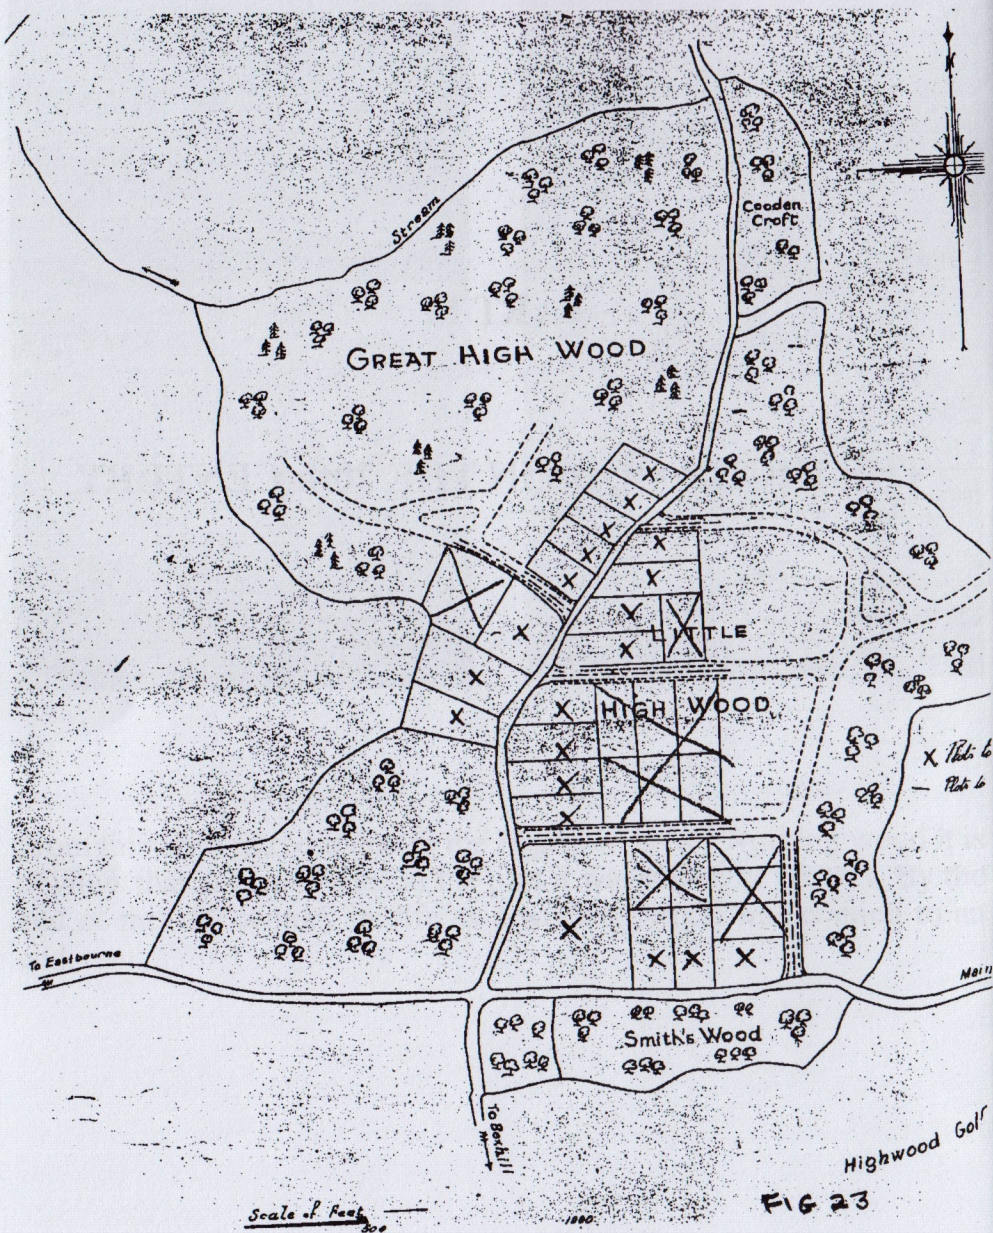 N
Stream
Cooden
Croft
GREAT HIGH WOOD
LITTLE
HIGH WOOD
X Plots to
— Plots to
To Eastbourne
Main
Smith's Wood
To Bexhill
Highwood Golf
Scale of Feet
500
1000
FIG 23